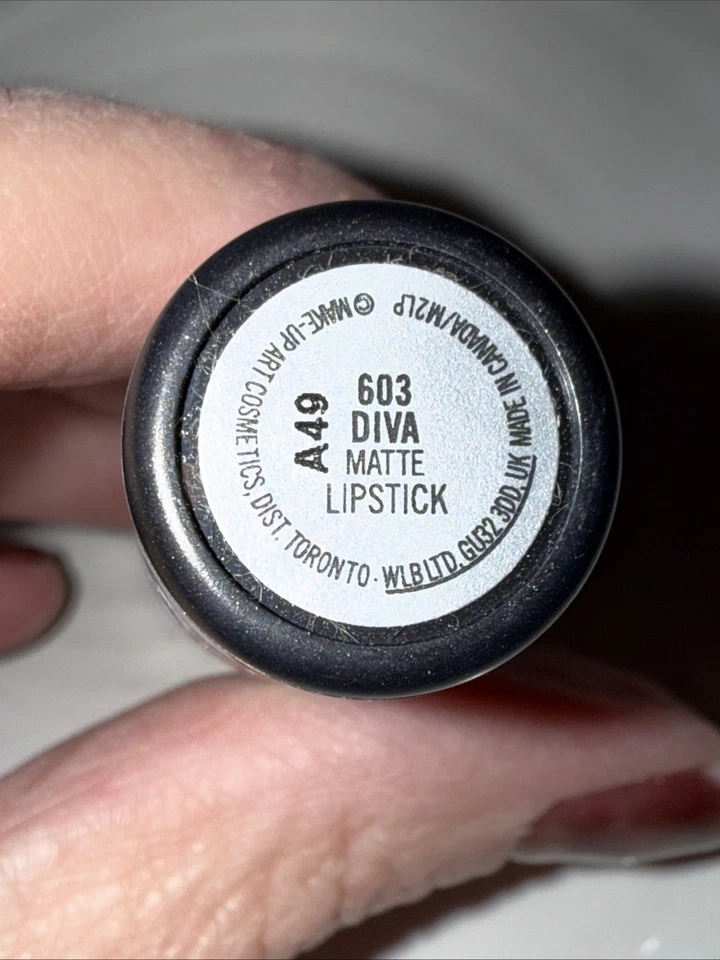 603
DIVA
MATTE
LIPSTICK
A49
© MAKE-UP ART COSMETICS, DIST. TORONTO · WLB LTD. GU32 3DD, UK MADE IN CANADA/M2LP